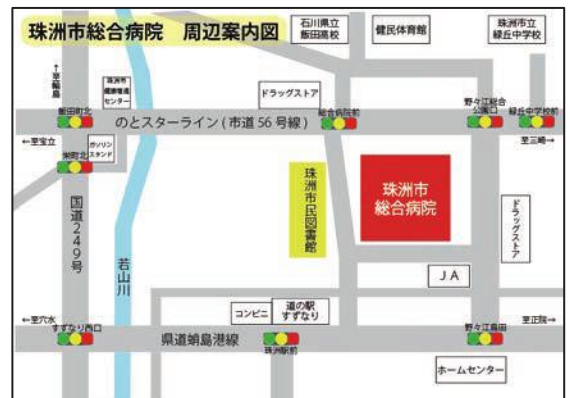 珠洲市総合病院 周辺案内図
石川県立
飯田高校
健民体育館
珠洲市立
緑丘中学校
↑至輪島
珠洲市
健康増進
センター
ドラッグストア
飯田町北
のとスターライン(市道56号線)
総合病院前
野々江総合
公園口
緑丘中学校前
←至宝立
至三崎→
栄町北
ガソリン
スタンド
国道249号
若山川
珠洲市民図書館
珠洲市
総合病院
ドラッグストア
JA
コンビニ
道の駅
すずなり
←至穴水
至正院→
すずなり西口
県道蛸島港線
珠洲駅前
野々江島田
ホームセンター